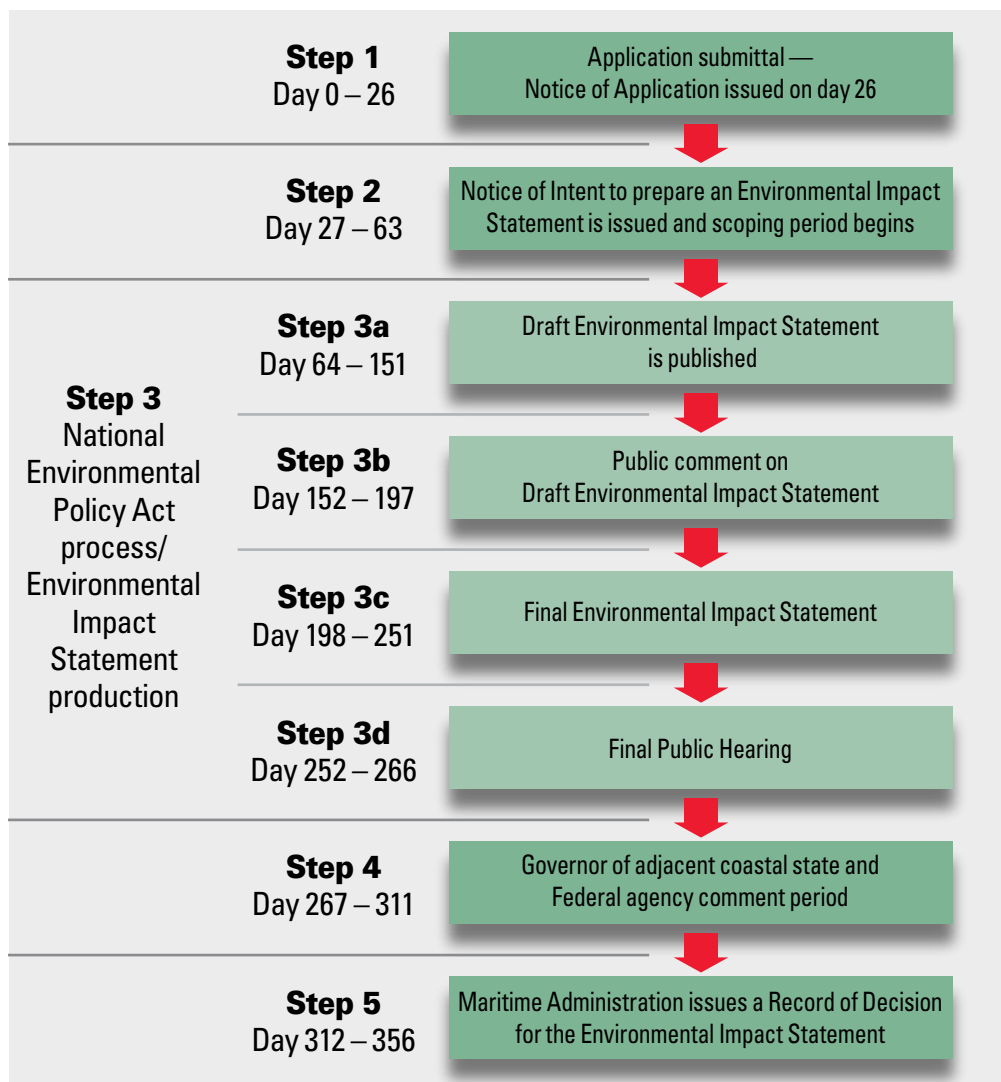 Step 1
Day 0 – 26
Application submittal —
Notice of Application issued on day 26
Step 2
Day 27 – 63
Notice of Intent to prepare an Environmental Impact
Statement is issued and scoping period begins
Step 3
National
Environmental
Policy Act
process/
Environmental
Impact
Statement
production
Step 3a
Day 64 – 151
Draft Environmental Impact Statement
is published
Step 3b
Day 152 – 197
Public comment on
Draft Environmental Impact Statement
Step 3c
Day 198 – 251
Final Environmental Impact Statement
Step 3d
Day 252 – 266
Final Public Hearing
Step 4
Day 267 – 311
Governor of adjacent coastal state and
Federal agency comment period
Step 5
Day 312 – 356
Maritime Administration issues a Record of Decision
for the Environmental Impact Statement